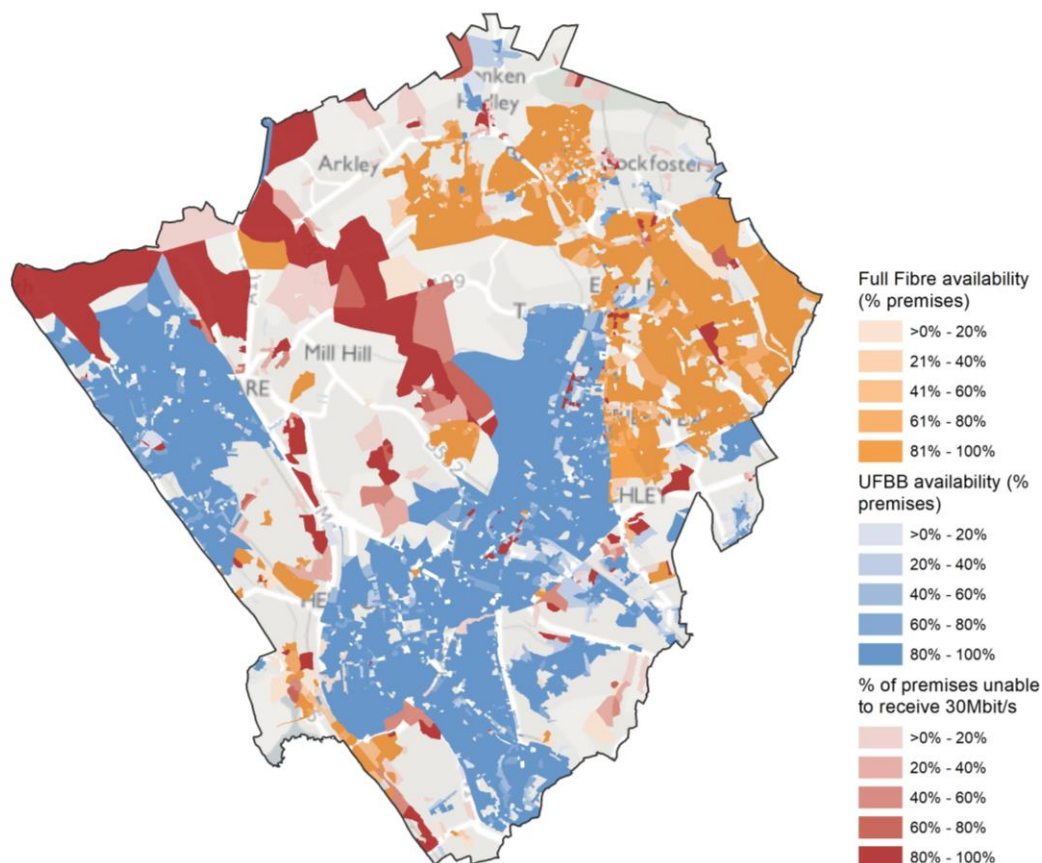 Hadley
Arkley
Mill Hill
Full Fibre availability
(% premises)
>0% - 20%
21% - 40%
41% - 60%
61% - 80%
81% - 100%
UFBB availability (%
premises)
>0% - 20%
20% - 40%
40% - 60%
60% - 80%
80% - 100%
% of premises unable
to receive 30Mbit/s
>0% - 20%
20% - 40%
40% - 60%
60% - 80%
80% - 100%